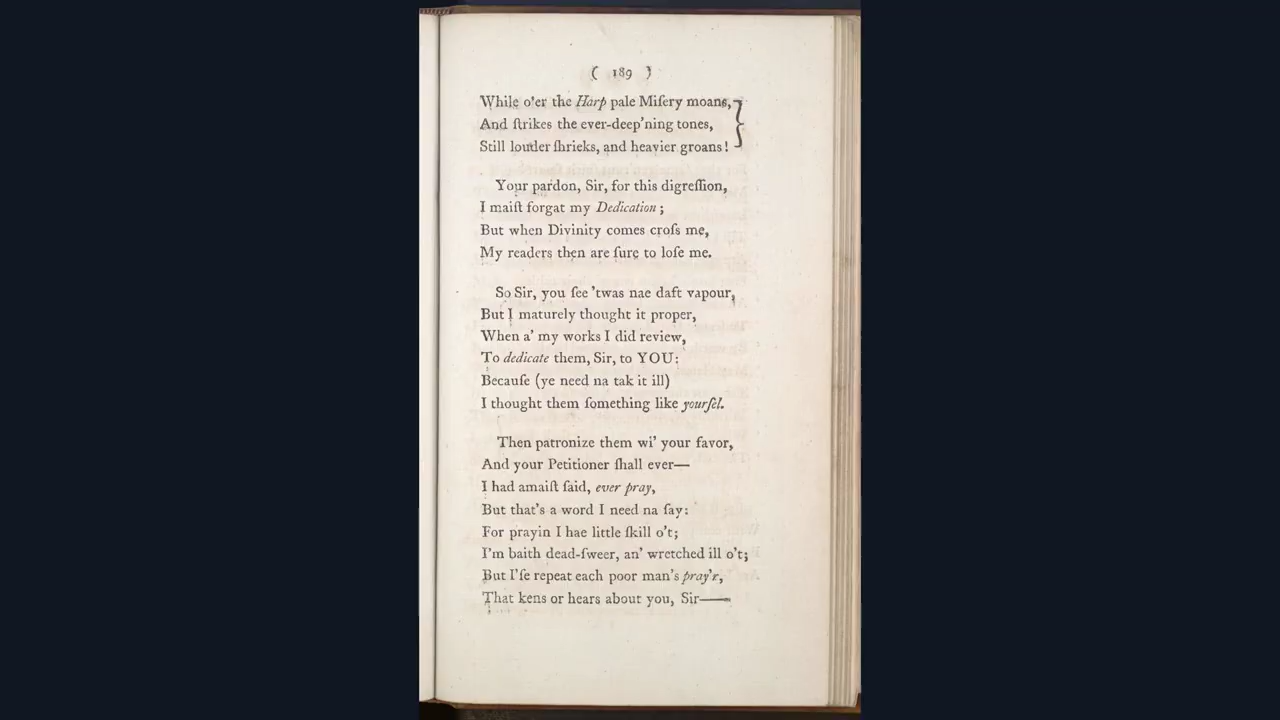 ( 189 )
While o'er the Harp pale Miſery moans,
And ſtrikes the ever-deep'ning tones,
Still louder ſhrieks, and heavier groans!
Your pardon, Sir, for this digreſſion,
I maiſt forgat my Dedication;
But when Divinity comes croſs me,
My readers then are ſure to loſe me.
So Sir, you ſee 'twas nae daft vapour,
But I maturely thought it proper,
When a' my works I did review,
To dedicate them, Sir, to YOU:
Becauſe (ye need na tak it ill)
I thought them ſomething like yourſel.
Then patronize them wi' your favor,
And your Petitioner ſhall ever—
I had amaiſt ſaid, ever pray,
But that's a word I need na ſay:
For prayin I hae little ſkill o't;
I'm baith dead-ſweer, an' wretched ill o't;
But I'ſe repeat each poor man's pray'r,
That kens or hears about you, Sir——